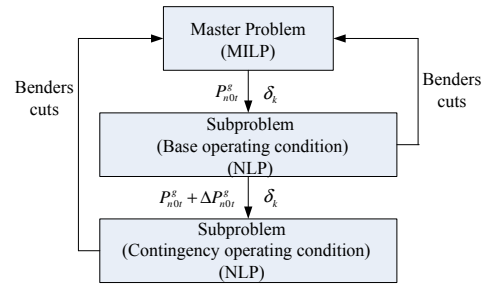 Master Problem
(MILP)
Benders
cuts
Benders
cuts
P^g_{n0t} δ_k
Subproblem
(Base operating condition)
(NLP)
P^g_{n0t} + ΔP^g_{n0t} δ_k
Subproblem
(Contingency operating condition)
(NLP)